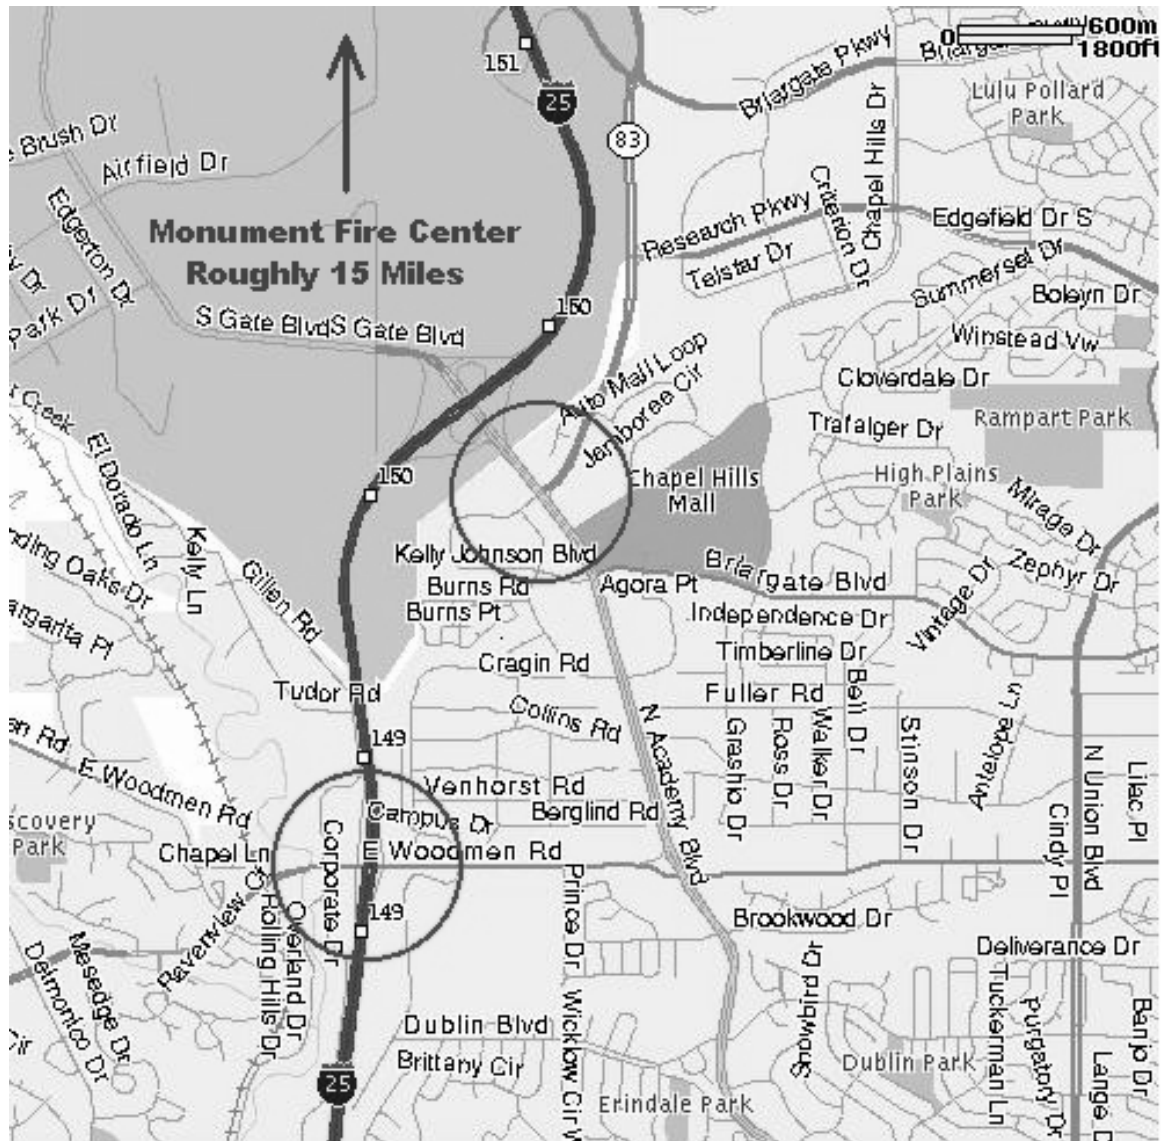 0 600m
1800ft
Briargate Pkwy
151
25
83
Lulu Pollard
Park
Brush Dr
Airfield Dr
Chapel Hills Dr
Criterion Dr
Edgerton Dr
Monument Fire Center
Roughly 15 Miles
Research Pkwy
Telstar Dr
Edgefield Dr S
Summerset Dr
Boleyn Dr
Park Dr
S Gate Blvd
S Gate Blvd
150
Winstead Vw
Auto Mall Loop
Jamboree Cir
Cloverdale Dr
Rampart Park
Trafalger Dr
Creek
El Dorado Ln
150
Chapel Hills
Mall
High Plains
Park
Mirage Dr
Zephyr Dr
Kelly Ln
Gillen Rd
Kelly Johnson Blvd
Burns Rd
Burns Pt
Agora Pt
Briargate Blvd
Independence Dr
Vintage Dr
nding Oaks Dr
argarita Pl
Timberline Dr
Cragin Rd
Tudor Rd
Fuller Rd
Bell Dr
Collins Rd
N Academy Blvd
Grashio Dr
Ross Dr
Walker Dr
Stinson Dr
Antelope Ln
149
E Woodmen Rd
Venhorst Rd
Campus Dr
Berglind Rd
N Union Blvd
Lilac Pl
Cindy Pl
scovery
Park
Chapel Ln
Corporate Dr
E Woodmen Rd
Ravenview Cr
Rolling Hills Dr
Overland Dr
149
Prince Dr
Brookwood Dr
Deliverance Dr
Mesedge Dr
Delmonico Dr
Dublin Blvd
Brittany Cir
Wicklow Cir W
Snowbird Dr
Tuckerman Ln
Purgatory Dr
Banjo Dr
Dublin Park
25
Erindale Park
Lange D